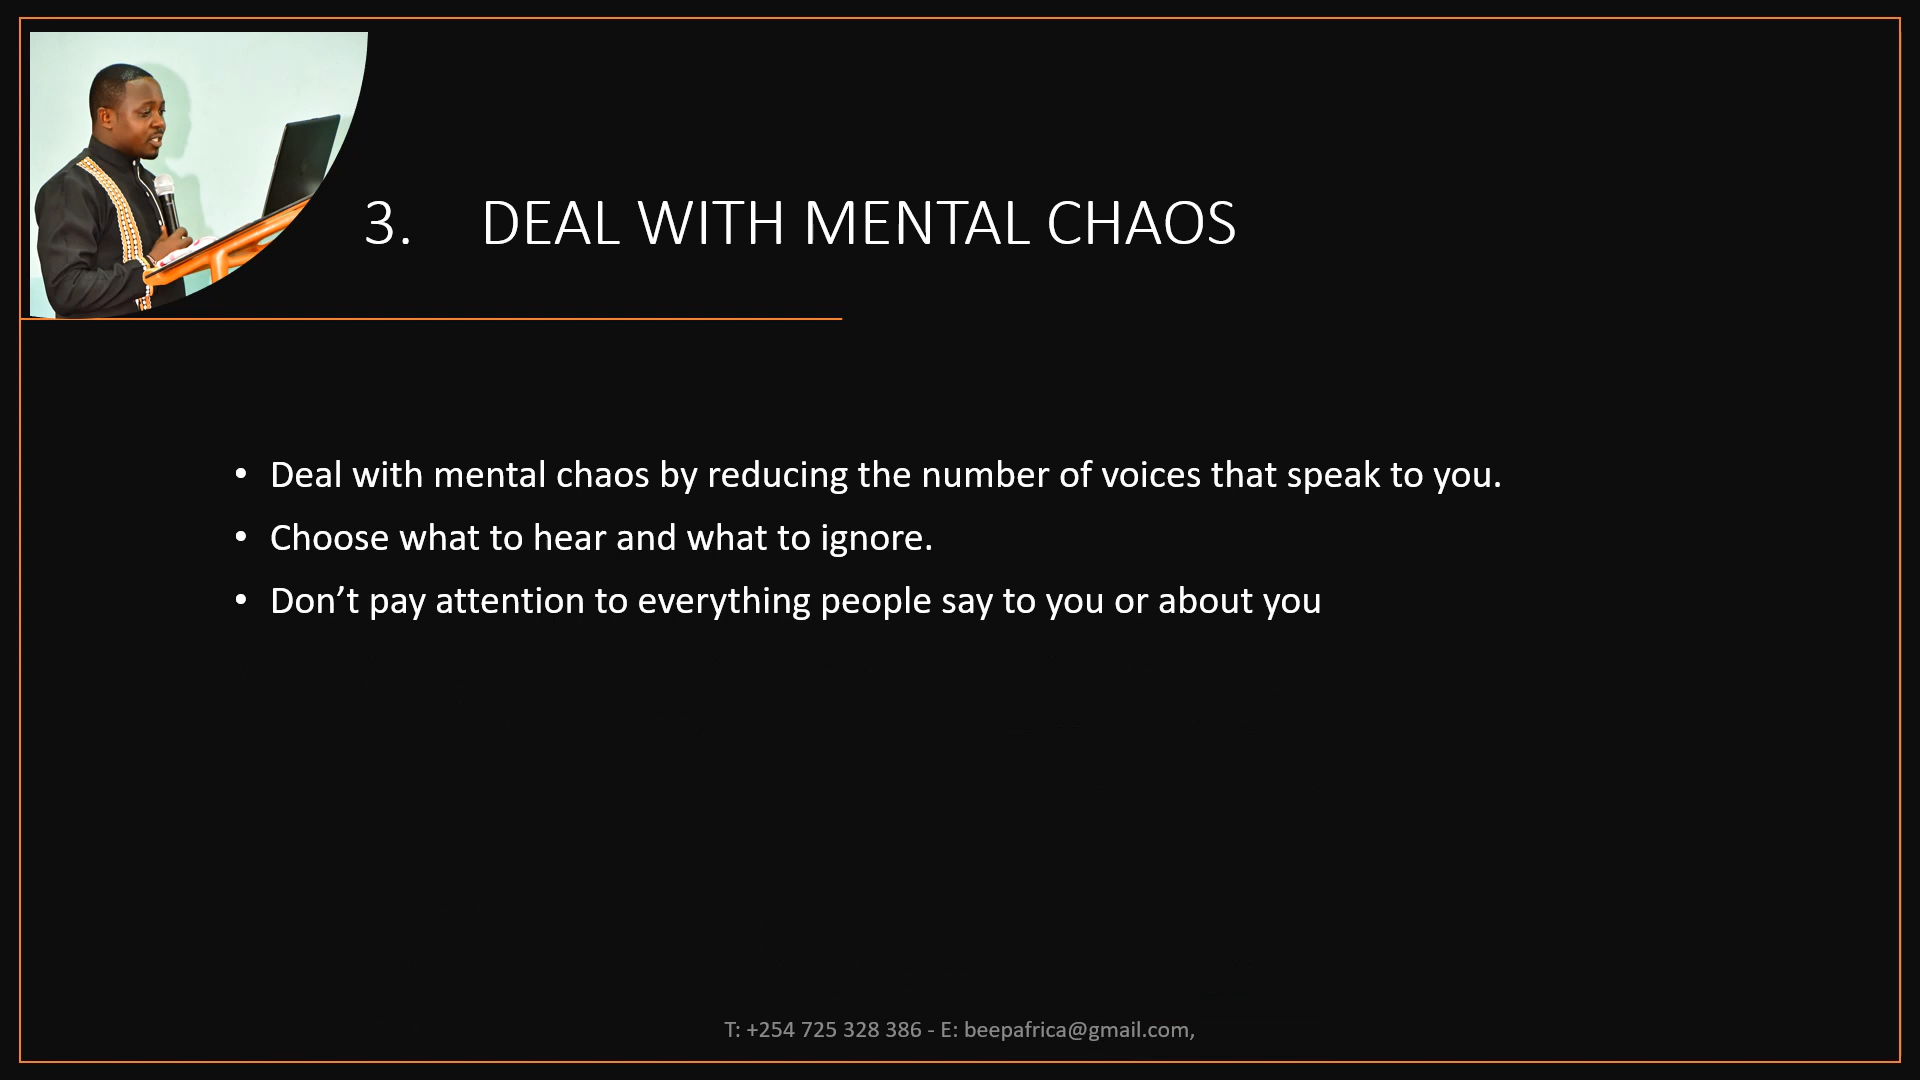 3. DEAL WITH MENTAL CHAOS
• Deal with mental chaos by reducing the number of voices that speak to you.
• Choose what to hear and what to ignore.
• Don’t pay attention to everything people say to you or about you
T: +254 725 328 386 - E: beepafrica@gmail.com,